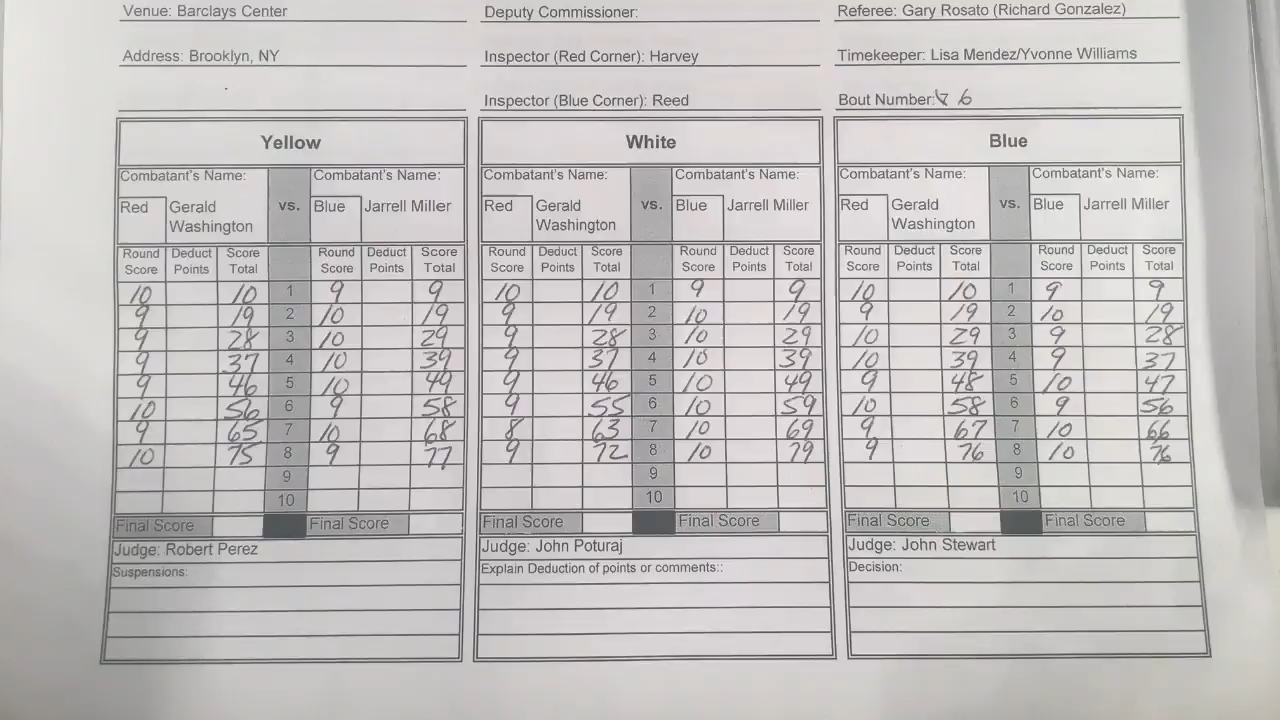 Venue: Barclays Center Deputy Commissioner: Referee: Gary Rosato (Richard Gonzalez)
Address: Brooklyn, NY Inspector (Red Corner): Harvey Timekeeper: Lisa Mendez/Yvonne Williams
Inspector (Blue Corner): Reed Bout Number: 6
Yellow White Blue
Combatant's Name: Combatant's Name: Combatant's Name: Combatant's Name: Combatant's Name: Combatant's Name:
Red Gerald Washington vs. Blue Jarrell Miller Red Gerald Washington vs. Blue Jarrell Miller Red Gerald Washington vs. Blue Jarrell Miller
Round Score Deduct Points Score Total Round Score Deduct Points Score Total Round Score Deduct Points Score Total Round Score Deduct Points Score Total Round Score Deduct Points Score Total Round Score Deduct Points Score Total
10 10 1 9 9 10 10 1 9 9 10 10 1 9 9
9 19 2 10 19 9 19 2 10 19 9 19 2 10 19
9 28 3 10 29 9 28 3 10 29 10 29 3 9 28
9 37 4 10 39 9 37 4 10 39 10 39 4 9 37
9 46 5 10 49 9 46 5 10 49 9 48 5 10 47
10 56 6 9 58 9 55 6 10 59 10 58 6 9 56
9 65 7 10 68 8 63 7 10 69 9 67 7 10 66
10 75 8 9 77 9 72 8 10 79 9 76 8 10 76
9 9 9
10 10 10
Final Score Final Score Final Score Final Score Final Score Final Score
Judge: Robert Perez Judge: John Poturaj Judge: John Stewart
Suspensions: Explain Deduction of points or comments:: Decision: